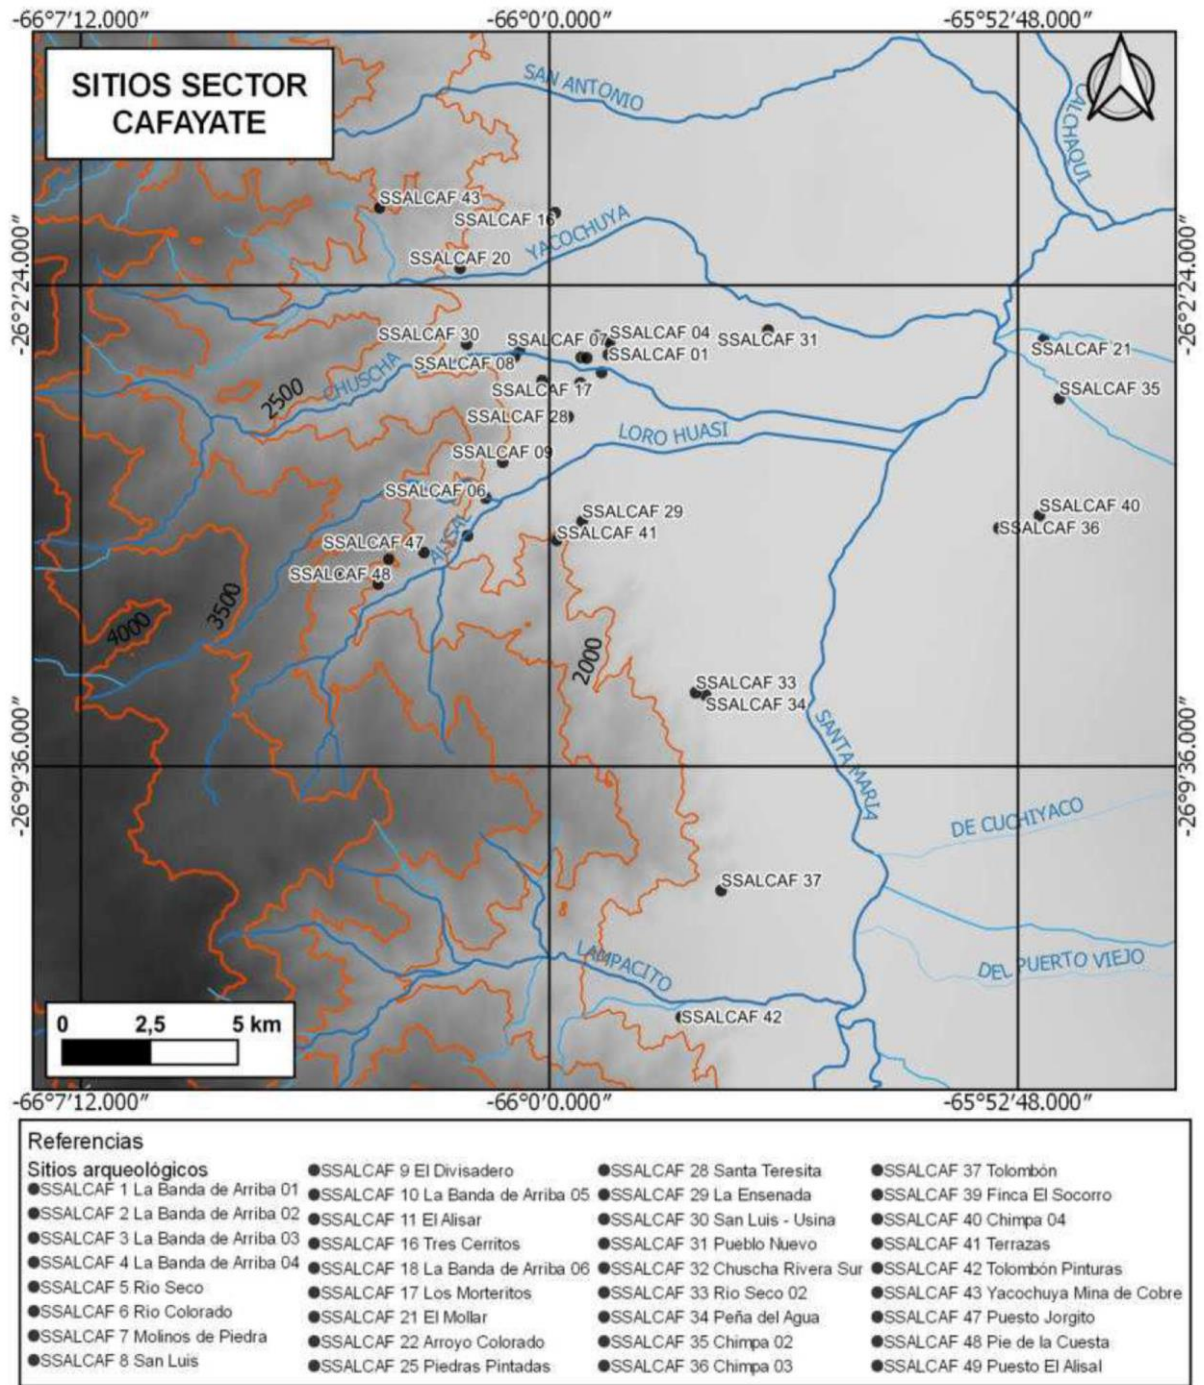 -66°7'12.000"
-66°0'0.000"
-65°52'48.000"
SITIOS SECTOR
CAFAYATE
SAN ANTONIO
CALCHAQUI
SSALCAF 43
SSALCAF 16
YACOCHUYA
SSALCAF 20
-26°2'24.000"
-26°2'24.000"
SSALCAF 30
SSALCAF 07
SSALCAF 04
SSALCAF 31
SSALCAF 21
SSALCAF 08
SSALCAF 01
CHUSCHA
2500
SSALCAF 17
SSALCAF 35
SSALCAF 28
LORO HUASI
SSALCAF 09
SSALCAF 06
SSALCAF 29
SSALCAF 40
SSALCAF 41
SSALCAF 36
ALISAL
SSALCAF 47
SSALCAF 48
3500
4000
2000
SSALCAF 33
SSALCAF 34
SANTA MARIA
-26°9'36.000"
-26°9'36.000"
DE CUCHIYACO
SSALCAF 37
LAMPACITO
DEL PUERTO VIEJO
SSALCAF 42
0 2,5 5 km
-66°7'12.000"
-66°0'0.000"
-65°52'48.000"
Referencias
Sitios arqueológicos
SSALCAF 1 La Banda de Arriba 01
SSALCAF 2 La Banda de Arriba 02
SSALCAF 3 La Banda de Arriba 03
SSALCAF 4 La Banda de Arriba 04
SSALCAF 5 Rio Seco
SSALCAF 6 Rio Colorado
SSALCAF 7 Molinos de Piedra
SSALCAF 8 San Luis
SSALCAF 9 El Divisadero
SSALCAF 10 La Banda de Arriba 05
SSALCAF 11 El Alisar
SSALCAF 16 Tres Cerritos
SSALCAF 18 La Banda de Arriba 06
SSALCAF 17 Los Morteritos
SSALCAF 21 El Mollar
SSALCAF 22 Arroyo Colorado
SSALCAF 25 Piedras Pintadas
SSALCAF 28 Santa Teresita
SSALCAF 29 La Ensenada
SSALCAF 30 San Luis - Usina
SSALCAF 31 Pueblo Nuevo
SSALCAF 32 Chuscha Rivera Sur
SSALCAF 33 Rio Seco 02
SSALCAF 34 Peña del Agua
SSALCAF 35 Chimpa 02
SSALCAF 36 Chimpa 03
SSALCAF 37 Tolombón
SSALCAF 39 Finca El Socorro
SSALCAF 40 Chimpa 04
SSALCAF 41 Terrazas
SSALCAF 42 Tolombón Pinturas
SSALCAF 43 Yacochuya Mina de Cobre
SSALCAF 47 Puesto Jorgito
SSALCAF 48 Pie de la Cuesta
SSALCAF 49 Puesto El Alisal